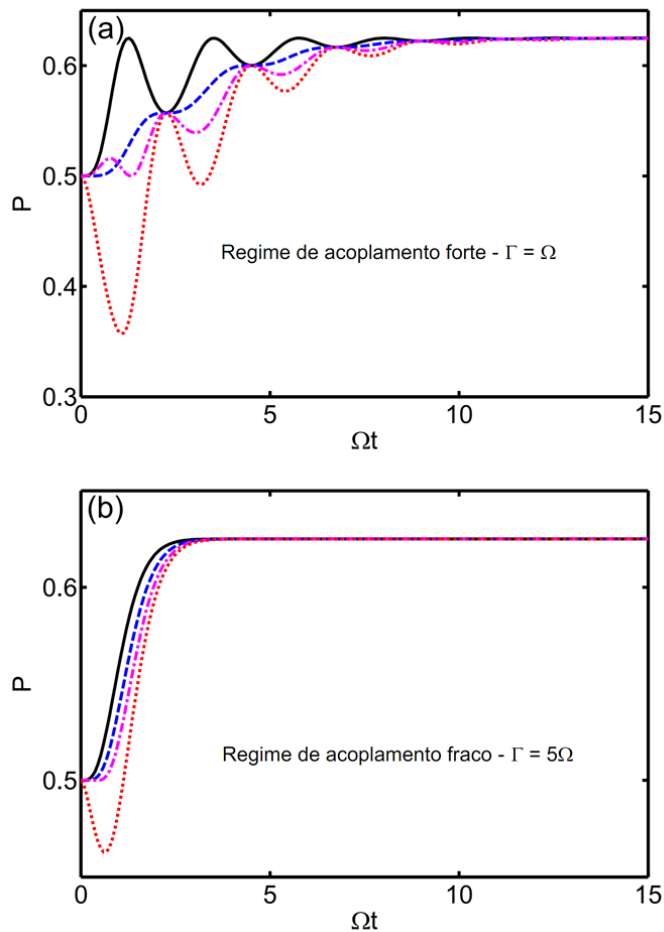 (a)
0.6
0.5
0.4
0.3
P
Regime de acoplamento forte - Γ = Ω
0 5 10 15
Ωt
(b)
0.6
0.5
P
Regime de acoplamento fraco - Γ = 5Ω
0 5 10 15
Ωt